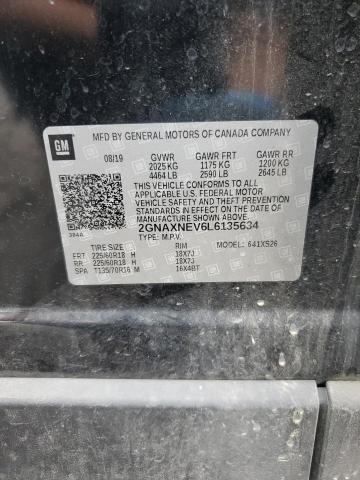 GM
MFD BY GENERAL MOTORS OF CANADA COMPANY
08/19 GVWR GAWR FRT GAWR RR
2025 KG 1175 KG 1200 KG
4464 LB 2590 LB 2645 LB
THIS VEHICLE CONFORMS TO ALL APPLICABLE
U.S. FEDERAL MOTOR VEHICLE SAFETY, BUMPER,
AND THEFT PREVENTION STANDARDS IN
EFFECT ON THE DATE OF
MANUFACTURE SHOWN ABOVE.
384A
2GNAXNEV6L6135634
TYPE: M.P.V. MODEL: 641XS26
TIRE SIZE RIM
FRT 225/60R18 H 18X7J
RR 225/60R18 H 18X7J
SPA T135/70R16 M 16X4BT